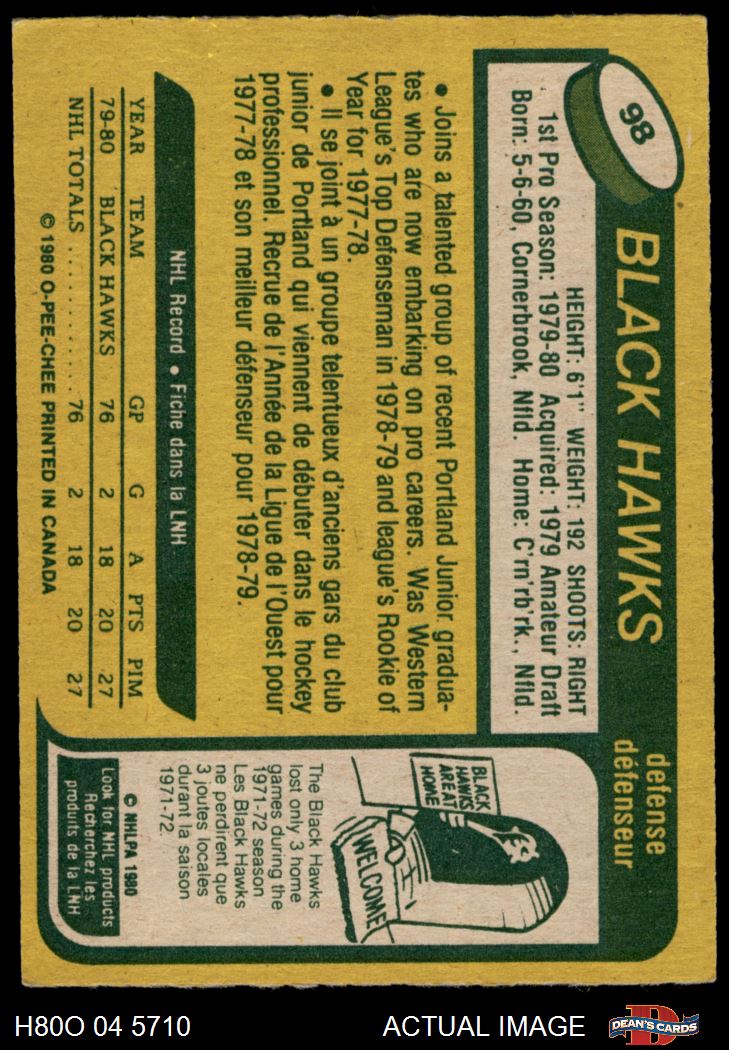 98
BLACK HAWKS
defense
défenseur
HEIGHT: 6'1" WEIGHT: 192 SHOOTS: RIGHT
1st Pro Season: 1979-80 Acquired: 1979 Amateur Draft
Born: 5-6-60, Cornerbrook, Nfld. Home: C'rn'rb'rk., Nfld.
• Joins a talented group of recent Portland Junior gradua-
tes who are now embarking on pro careers. Was Western
League's Top Defenseman in 1978-79 and league's Rookie of
Year for 1977-78.
• Il se joint à un groupe telentueux d'anciens gars du club
junior de Portland qui viennent de débuter dans le hockey
professionnel. Recrue de l'Année de la Ligue de l'Ouest pour
1977-78 et son meilleur défenseur pour 1978-79.
NHL Record • Fiche dans la LNH
YEAR TEAM GP G A PTS PIM
79-80 BLACK HAWKS 76 2 18 20 27
NHL TOTALS ........... 76 2 18 20 27
© 1980 O-PEE-CHEE PRINTED IN CANADA
BLACK
HAWKS
ARE AT
HOME
WELCOME
The Black Hawks
lost only 3 home
games during the
1971-72 season
Les Black Hawks
ne perdirent que
3 joutes locales
durant la saison
1971-72.
© NHLPA 1980
Look for NHL products
Recherchez les
produits de la LNH
H80O 04 5710
ACTUAL IMAGE
DEAN'S CARDS